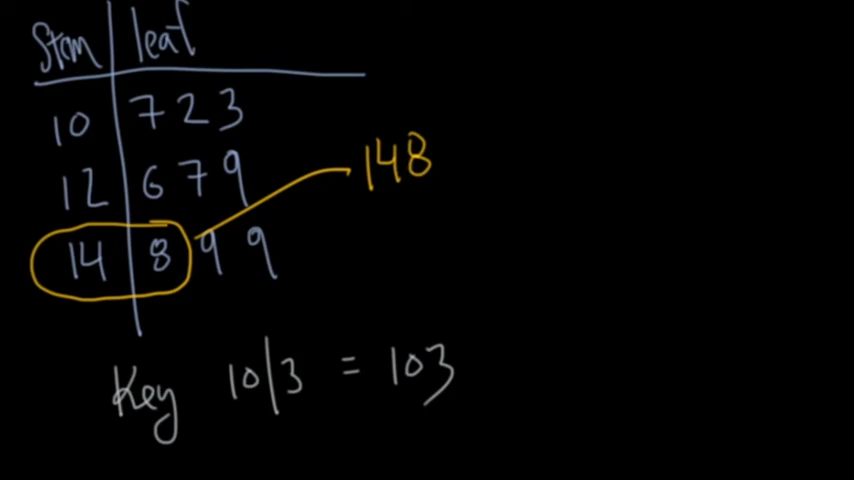 Stem leaf
10 7 2 3
12 6 7 9
148
14 8 9 9
Key 10|3 = 103